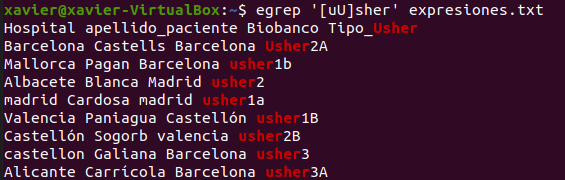 xavier@xavier-VirtualBox:~$ egrep '[uU]sher' expresiones.txt
Hospital apellido_paciente Biobanco Tipo_Usher
Barcelona Castells Barcelona Usher2A
Mallorca Pagan Barcelona usher1b
Albacete Blanca Madrid usher2
madrid Cardosa madrid usher1a
Valencia Paniagua Castellón usher1B
Castellón Sogorb valencia usher2B
castellon Galiana Barcelona usher3
Alicante Carrícola Barcelona usher3A